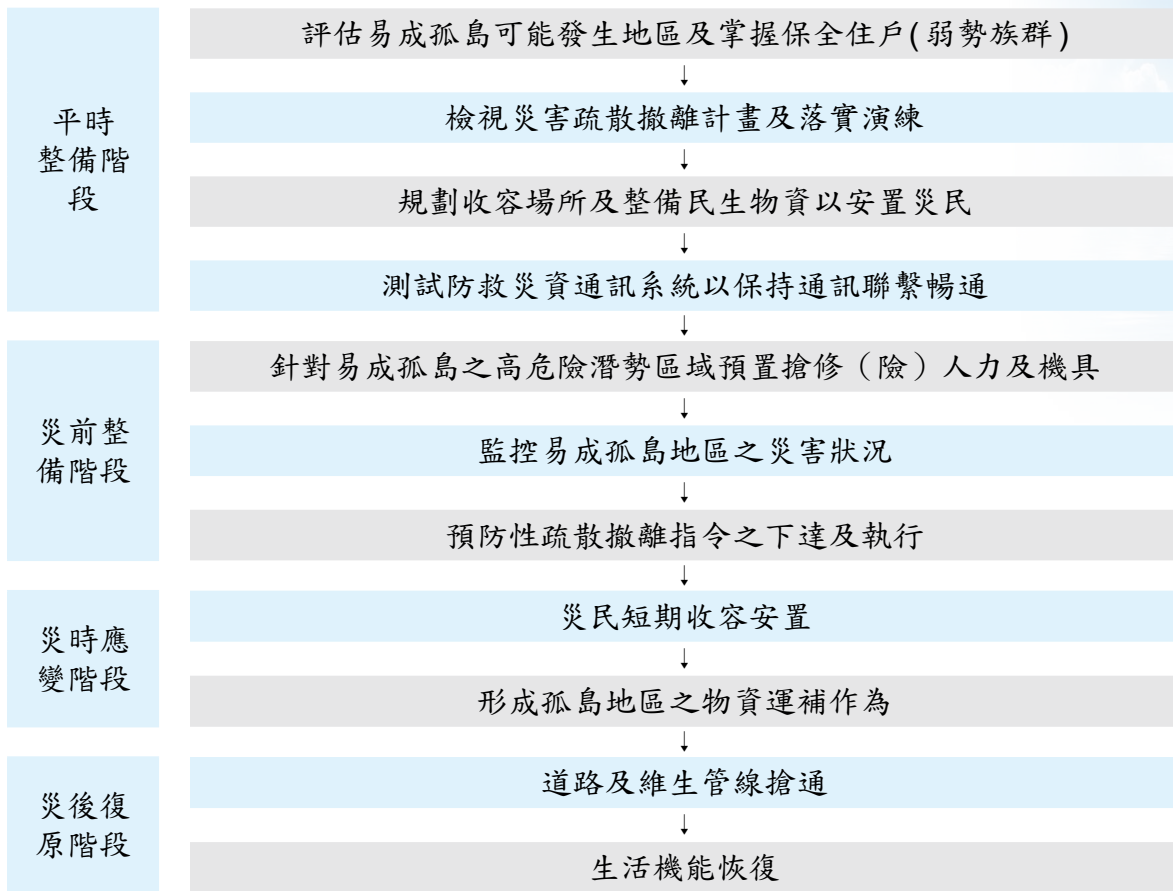 平時
整備階
段
評估易成孤島可能發生地區及掌握保全住戶(弱勢族群)
↓
檢視災害疏散撤離計畫及落實演練
↓
規劃收容場所及整備民生物資以安置災民
↓
測試防救災資通訊系統以保持通訊聯繫暢通
↓
災前整
備階段
針對易成孤島之高危險潛勢區域預置搶修（險）人力及機具
↓
監控易成孤島地區之災害狀況
↓
預防性疏散撤離指令之下達及執行
↓
災時應
變階段
災民短期收容安置
↓
形成孤島地區之物資運補作為
↓
災後復
原階段
道路及維生管線搶通
↓
生活機能恢復